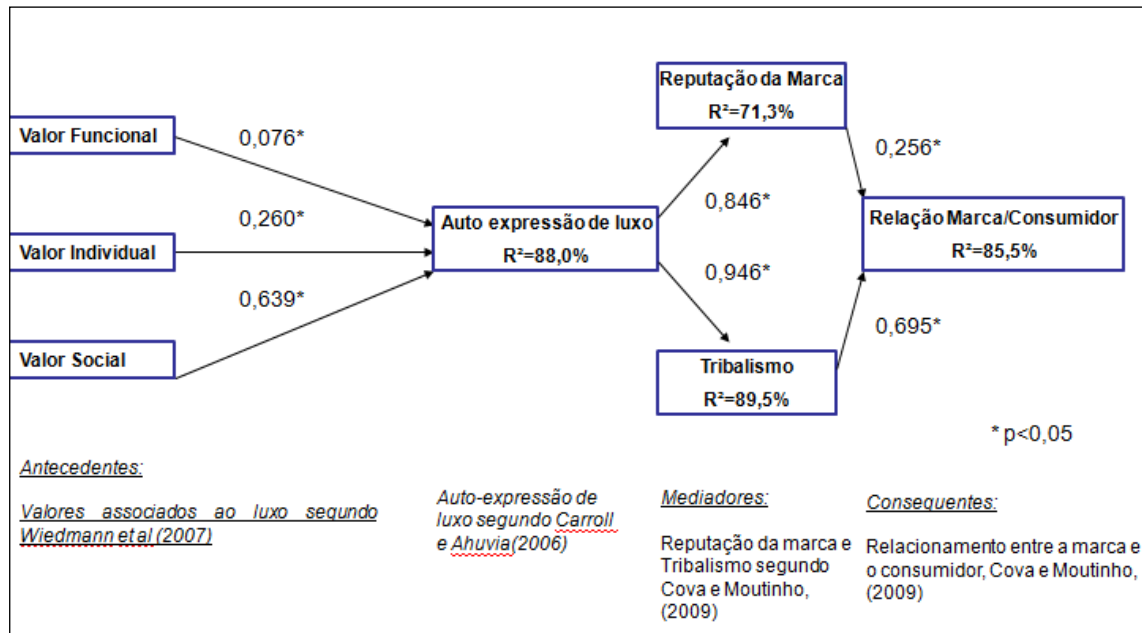 Reputação da Marca
R²=71,3%
Valor Funcional
0,076*
0,256*
0,260*
0,846*
Auto expressão de luxo
R²=88,0%
Relação Marca/Consumidor
R²=85,5%
Valor Individual
0,946*
0,639*
0,695*
Valor Social
Tribalismo
R²=89,5%
* p<0,05
Antecedentes:
Valores associados ao luxo segundo
Wiedmann et al (2007)
Auto-expressão de
luxo segundo Carroll
e Ahuvia(2006)
Mediadores:
Reputação da marca e
Tribalismo segundo
Cova e Moutinho,
(2009)
Consequentes:
Relacionamento entre a marca e
o consumidor, Cova e Moutinho,
(2009)